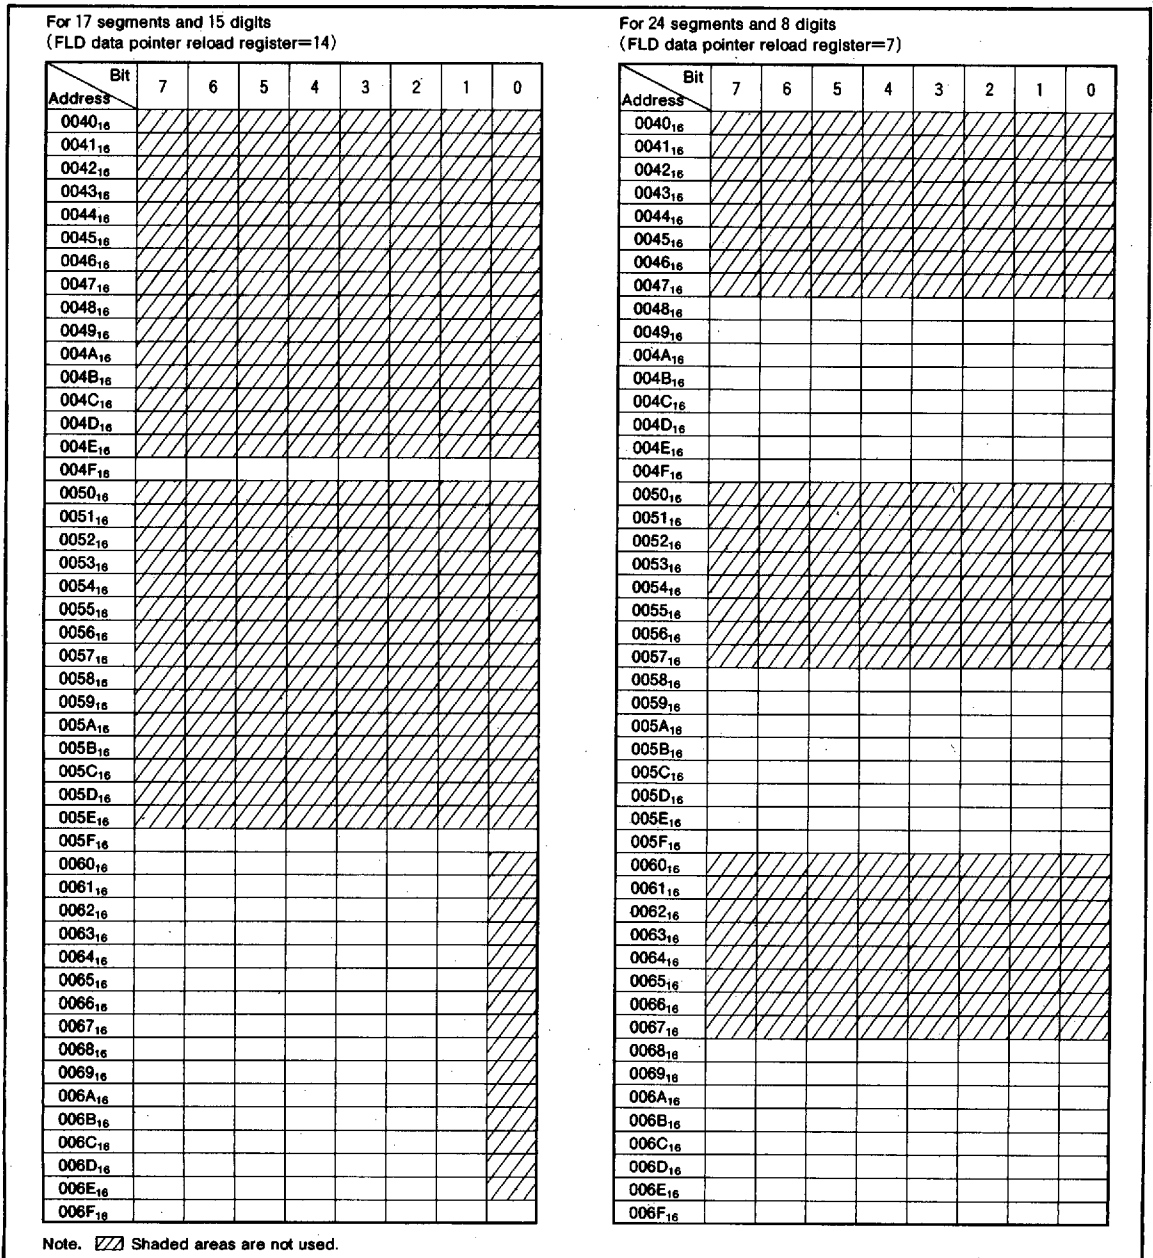 For 17 segments and 15 digits
(FLD data pointer reload register=14)
Bit
Address
7 6 5 4 3 2 1 0
0040₁₆
0041₁₆
0042₁₆
0043₁₆
0044₁₆
0045₁₆
0046₁₆
0047₁₆
0048₁₆
0049₁₆
004A₁₆
004B₁₆
004C₁₆
004D₁₆
004E₁₆
004F₁₆
0050₁₆
0051₁₆
0052₁₆
0053₁₆
0054₁₆
0055₁₆
0056₁₆
0057₁₆
0058₁₆
0059₁₆
005A₁₆
005B₁₆
005C₁₆
005D₁₆
005E₁₆
005F₁₆
0060₁₆
0061₁₆
0062₁₆
0063₁₆
0064₁₆
0065₁₆
0066₁₆
0067₁₆
0068₁₆
0069₁₆
006A₁₆
006B₁₆
006C₁₆
006D₁₆
006E₁₆
006F₁₆
For 24 segments and 8 digits
(FLD data pointer reload register=7)
Bit
Address
7 6 5 4 3 2 1 0
0040₁₆
0041₁₆
0042₁₆
0043₁₆
0044₁₆
0045₁₆
0046₁₆
0047₁₆
0048₁₆
0049₁₆
004A₁₆
004B₁₆
004C₁₆
004D₁₆
004E₁₆
004F₁₆
0050₁₆
0051₁₆
0052₁₆
0053₁₆
0054₁₆
0055₁₆
0056₁₆
0057₁₆
0058₁₆
0059₁₆
005A₁₆
005B₁₆
005C₁₆
005D₁₆
005E₁₆
005F₁₆
0060₁₆
0061₁₆
0062₁₆
0063₁₆
0064₁₆
0065₁₆
0066₁₆
0067₁₆
0068₁₆
0069₁₆
006A₁₆
006B₁₆
006C₁₆
006D₁₆
006E₁₆
006F₁₆
Note. Shaded areas are not used.